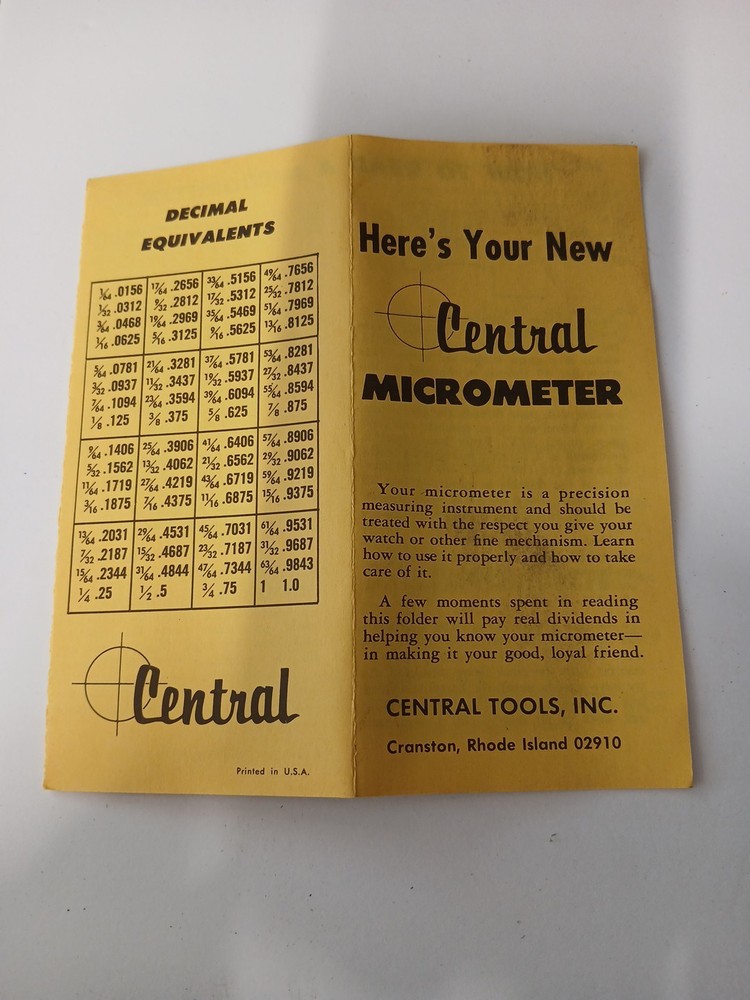 DECIMAL
EQUIVALENTS
1/64 .0156 17/64 .2656 33/64 .5156 49/64 .7656
1/32 .0312 9/32 .2812 17/32 .5312 25/32 .7812
3/64 .0468 19/64 .2969 35/64 .5469 51/64 .7969
1/16 .0625 5/16 .3125 9/16 .5625 13/16 .8125
5/64 .0781 21/64 .3281 37/64 .5781 53/64 .8281
3/32 .0937 11/32 .3437 19/32 .5937 27/32 .8437
7/64 .1094 23/64 .3594 39/64 .6094 55/64 .8594
1/8 .125 3/8 .375 5/8 .625 7/8 .875
9/64 .1406 25/64 .3906 41/64 .6406 57/64 .8906
5/32 .1562 13/32 .4062 21/32 .6562 29/32 .9062
11/64 .1719 27/64 .4219 43/64 .6719 59/64 .9219
3/16 .1875 7/16 .4375 11/16 .6875 15/16 .9375
13/64 .2031 29/64 .4531 45/64 .7031 61/64 .9531
7/32 .2187 15/32 .4687 23/32 .7187 31/32 .9687
15/64 .2344 31/64 .4844 47/64 .7344 63/64 .9843
1/4 .25 1/2 .5 3/4 .75 1 1.0
Central
Printed in U.S.A.
Here's Your New
Central
MICROMETER
Your micrometer is a precision
measuring instrument and should be
treated with the respect you give your
watch or other fine mechanism. Learn
how to use it properly and how to take
care of it.
A few moments spent in reading
this folder will pay real dividends in
helping you know your micrometer—
in making it your good, loyal friend.
CENTRAL TOOLS, INC.
Cranston, Rhode Island 02910